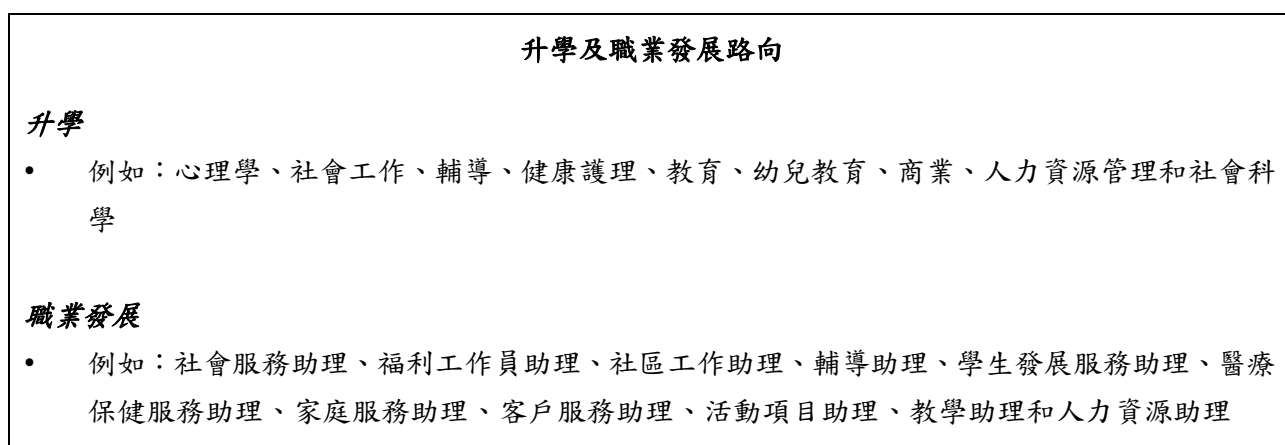 升學及職業發展路向
升學
• 例如：心理學、社會工作、輔導、健康護理、教育、幼兒教育、商業、人力資源管理和社會科
學
職業發展
• 例如：社會服務助理、福利工作員助理、社區工作助理、輔導助理、學生發展服務助理、醫療
保健服務助理、家庭服務助理、客戶服務助理、活動項目助理、教學助理和人力資源助理